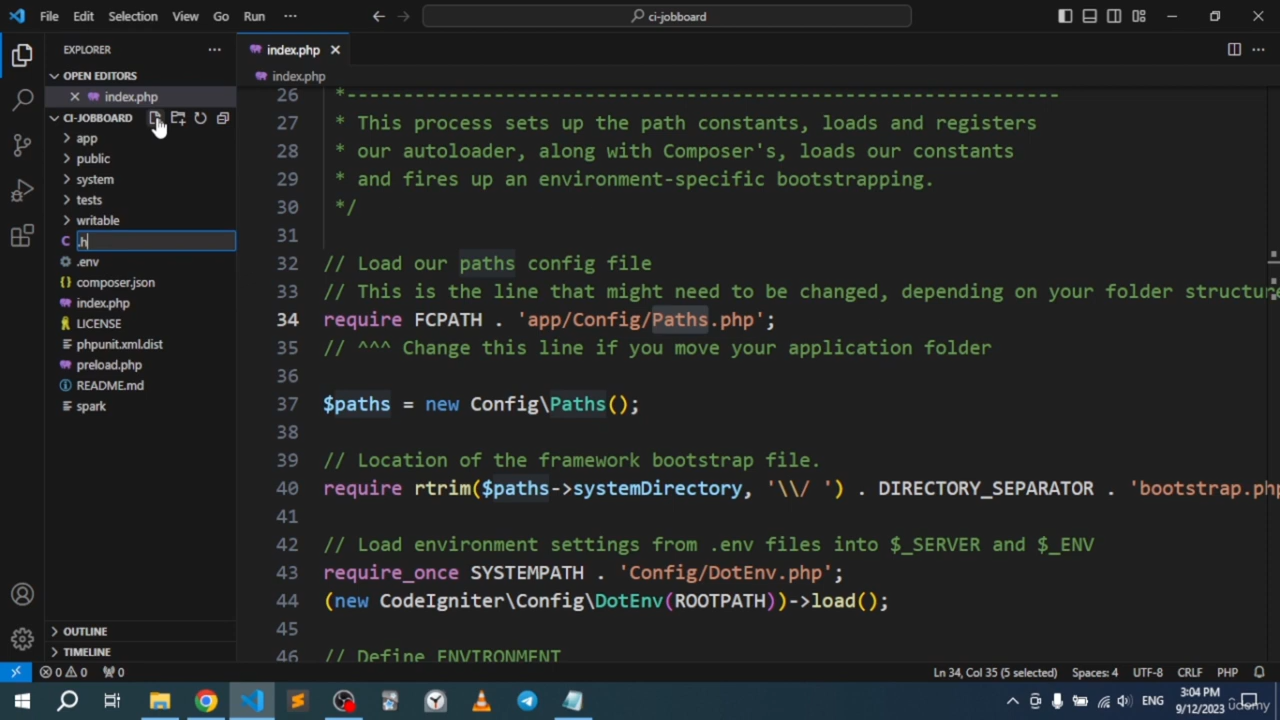 File Edit Selection View Go Run ··· ci-jobboard
EXPLORER ··· index.php
OPEN EDITORS
index.php
CI-JOBBOARD
app
public
system
tests
writable
.h
.env
composer.json
index.php
LICENSE
phpunit.xml.dist
preload.php
README.md
spark
OUTLINE
TIMELINE
index.php
26 *---------------------------------------------------------------
27 * This process sets up the path constants, loads and registers
28 * our autoloader, along with Composer's, loads our constants
29 * and fires up an environment-specific bootstrapping.
30 */
31
32 // Load our paths config file
33 // This is the line that might need to be changed, depending on your folder structure
34 require FCPATH . 'app/Config/Paths.php';
35 // ^^^ Change this line if you move your application folder
36
37 $paths = new Config\Paths();
38
39 // Location of the framework bootstrap file.
40 require rtrim($paths->systemDirectory, '\\/ ') . DIRECTORY_SEPARATOR . 'bootstrap.php
41
42 // Load environment settings from .env files into $_SERVER and $_ENV
43 require_once SYSTEMPATH . 'Config/DotEnv.php';
44 (new CodeIgniter\Config\DotEnv(ROOTPATH))->load();
45
46 // Define ENVIRONMENT
0 0 0 Ln 34, Col 35 (5 selected) Spaces: 4 UTF-8 CRLF PHP
ENG 3:04 PM
9/12/2023
udemy